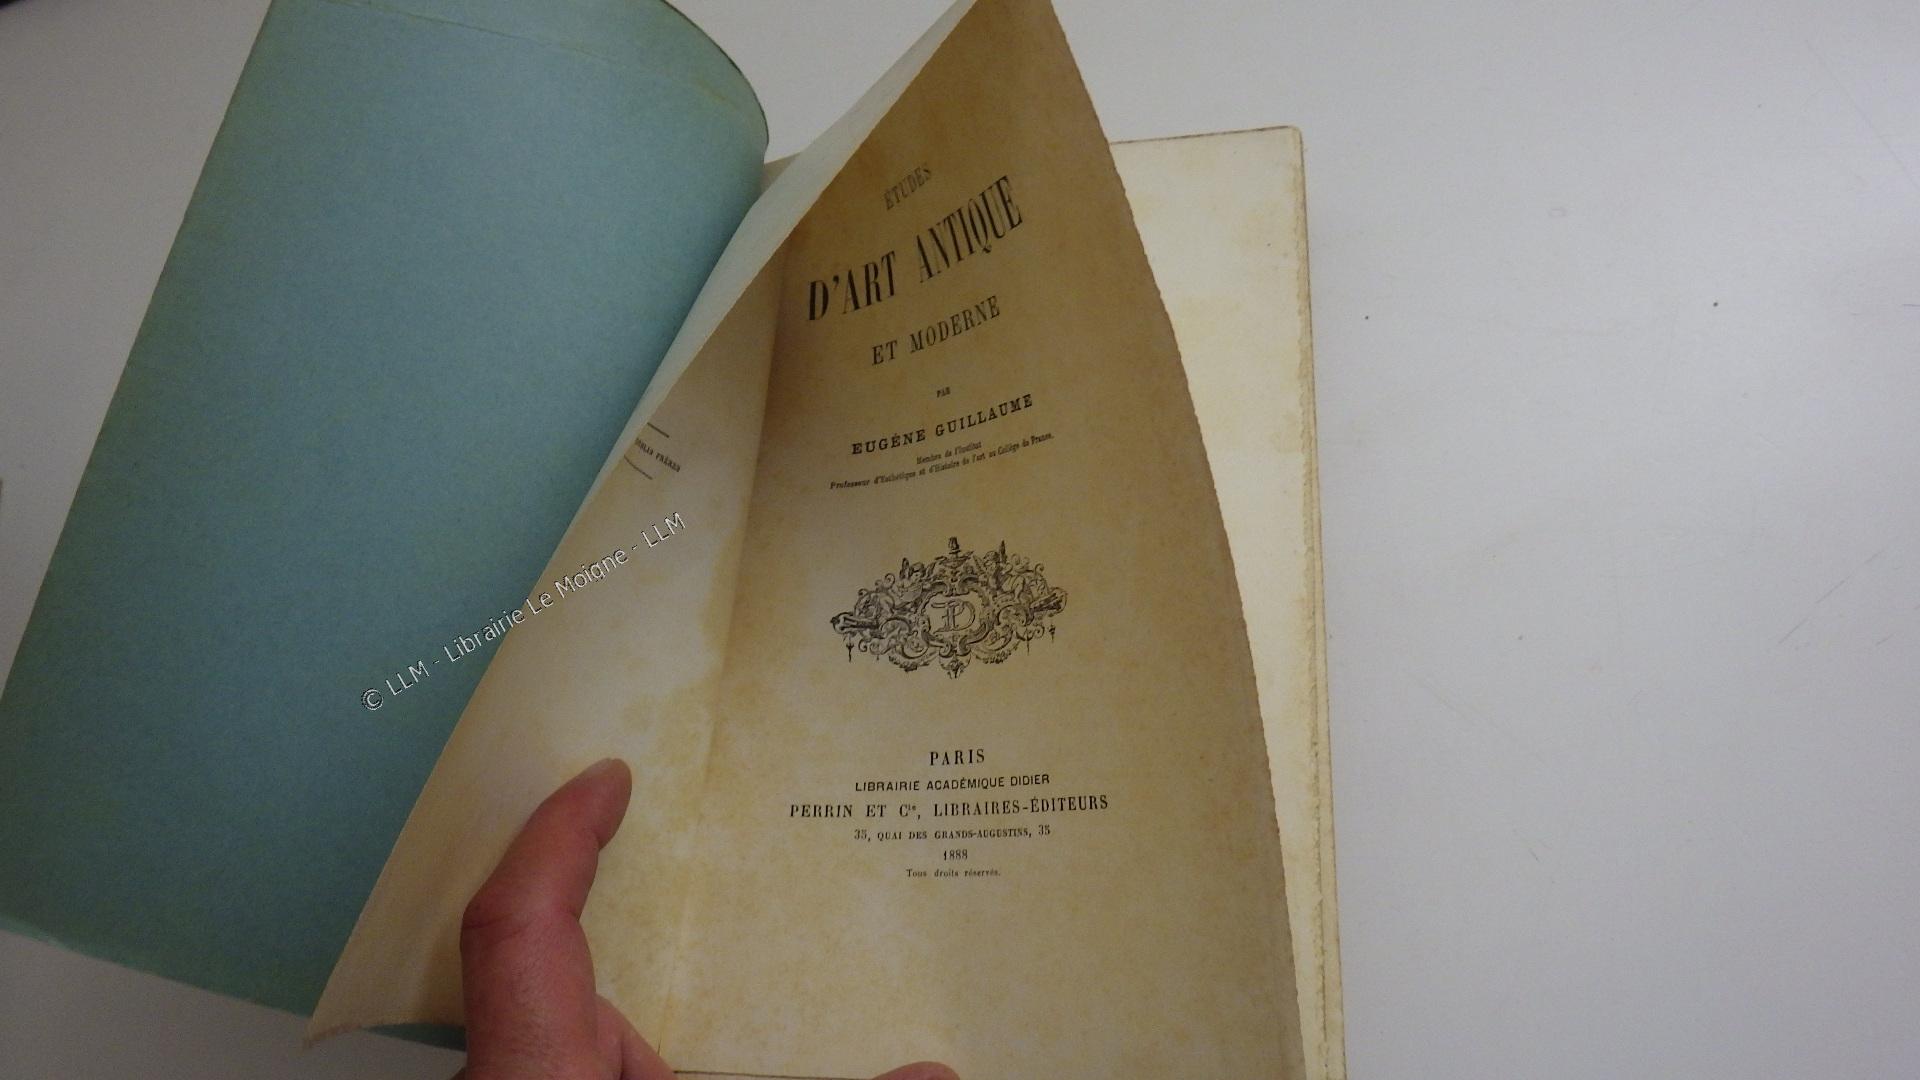 ÉTUDES
D'ART ANTIQUE
ET MODERNE
PAR
EUGÈNE GUILLAUME
Membre de l'Institut
Professeur d'Esthétique et d'Histoire de l'art au Collège de France.
PARIS
LIBRAIRIE ACADÉMIQUE DIDIER
PERRIN ET Cie, LIBRAIRES-ÉDITEURS
35, QUAI DES GRANDS-AUGUSTINS, 35
1888
Tous droits réservés.
FRÈRES
© LLM - Librairie Le Moigne - LLM